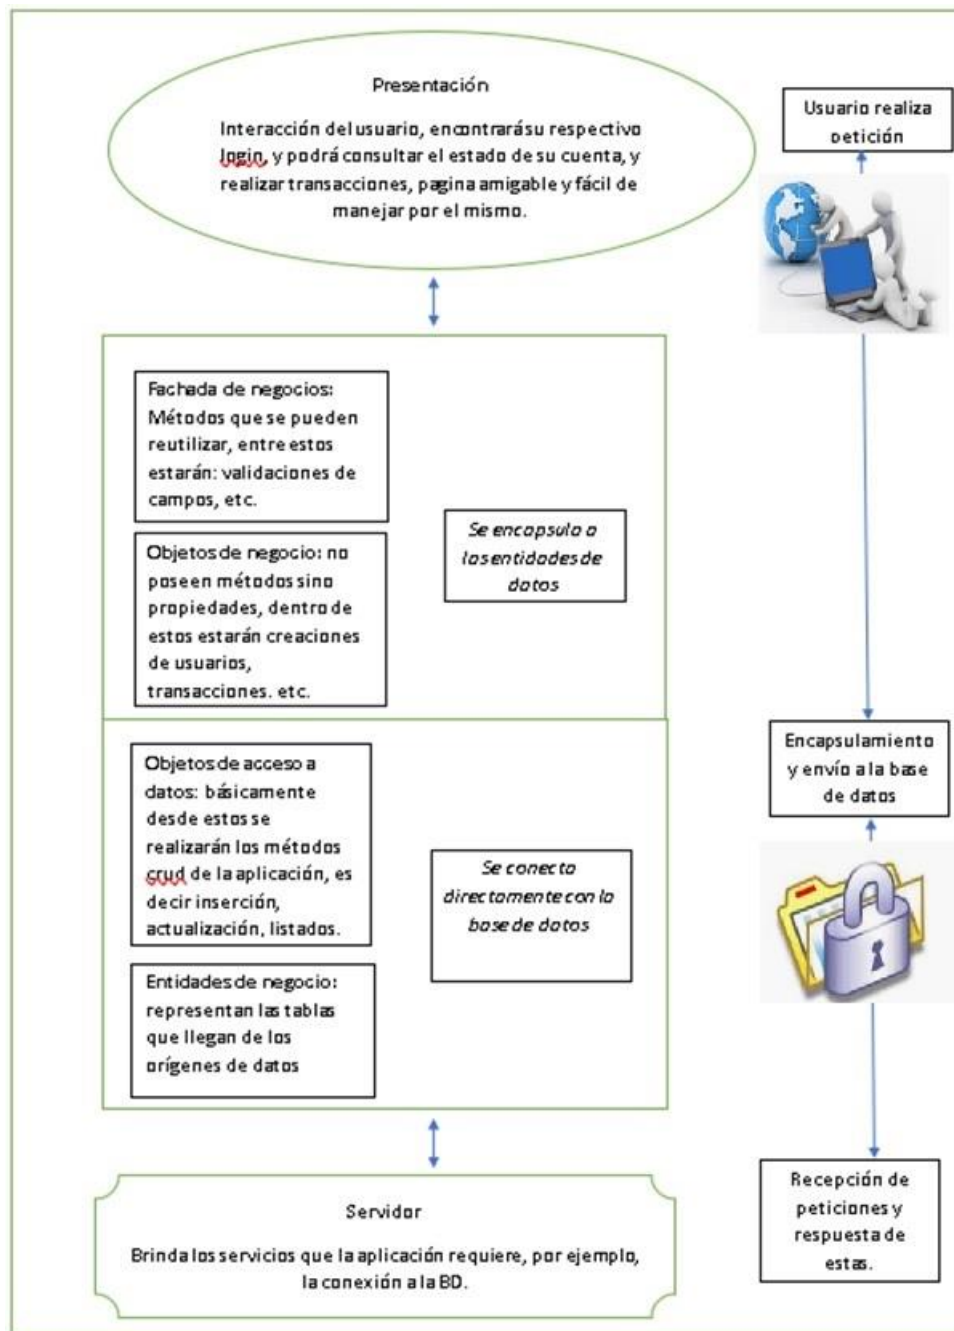 Presentación
Interacción del usuario, encontrará su respectivo
login, y podrá consultar el estado de su cuenta, y
realizar transacciones, pagina amigable y fácil de
manejar por el mismo.
Usuario realiza
petición
Fachada de negocios:
Métodos que se pueden
reutilizar, entre estos
estarán: validaciones de
campos, etc.
Se encapsula a
las entidades de
datos
Objetos de negocio: no
poseen métodos sino
propiedades, dentro de
estos estarán creaciones
de usuarios,
transacciones. etc.
Encapsulamiento
y envío a la base
de datos
Objetos de acceso a
datos: básicamente
desde estos se
realizarán los métodos
crud de la aplicación, es
decir inserción,
actualización, listados.
Se conecta
directamente con la
base de datos
Entidades de negocio:
representan las tablas
que llegan de los
orígenes de datos
Servidor
Brinda los servicios que la aplicación requiere, por ejemplo,
la conexión a la BD.
Recepción de
peticiones y
respuesta de
estas.